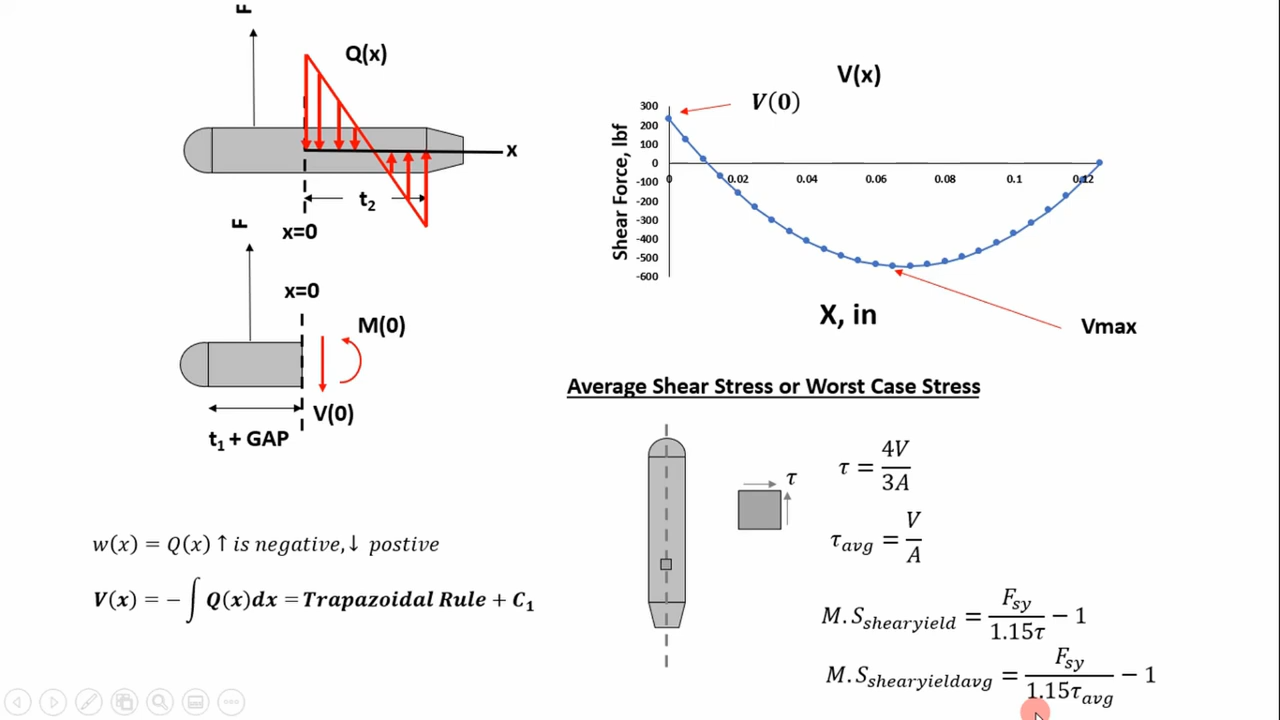 F
Q(x)
x
t₂
x=0
F
x=0
M(0)
V(0)
t₁ + GAP
w(x) = Q(x) ↑ is negative,↓ postive
V(x) = −∫ Q(x)dx = Trapazoidal Rule + C₁
V(x)
V(0)
Shear Force, lbf
300
200
100
0
-100
-200
-300
-400
-500
-600
0 0.02 0.04 0.06 0.08 0.1 0.12
X, in
Vmax
Average Shear Stress or Worst Case Stress
τ
τ = 4V/3A
τavg = V/A
M.Sshearyield = Fsy/1.15τ − 1
M.Sshearyieldavg = Fsy/1.15τavg − 1